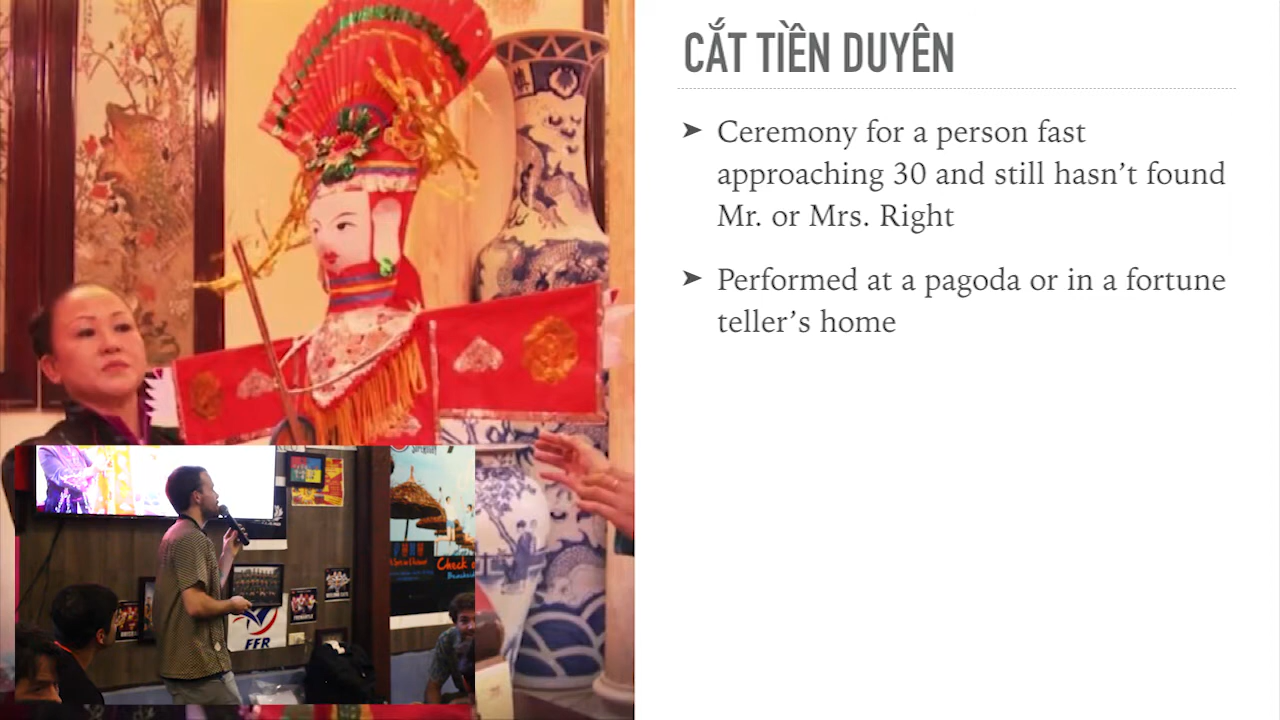 CẮT TIỀN DUYÊN
➤ Ceremony for a person fast
approaching 30 and still hasn’t found
Mr. or Mrs. Right
➤ Performed at a pagoda or in a fortune
teller’s home
Check
FFR